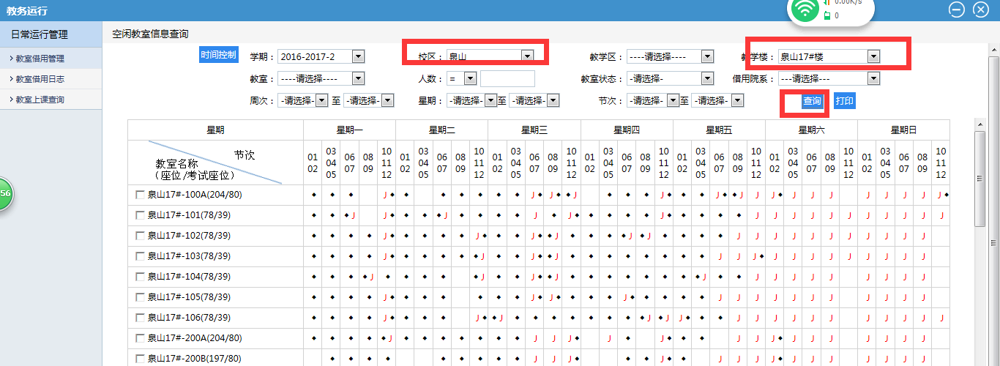 教务运行
0.00K/s
0
日常运行管理
空闲教室信息查询
教室借用管理
教室借用日志
教室上课查询
时间控制 学期： 2016-2017-2 校区： 泉山 教学区： ----请选择---- 教学楼： 泉山17#楼
教室： ----请选择---- 人数： = 教室状态： -请选择- 借用院系： ---请选择---
周次： -请选择- 至 -请选择- 星期： -请选择- 至 -请选择- 节次： -请选择- 至 -请选择- 查询 打印
星期 星期一 星期二 星期三 星期四 星期五 星期六 星期日
节次
教室名称
（座位/考试座位）
01 03 06 08 10 01 03 06 08 10 01 03 06 08 10 01 03 06 08 10 01 03 06 08 10 01 03 06 08 10 01 03 06 08 10
02 04 07 09 11 02 04 07 09 11 02 04 07 09 11 02 04 07 09 11 02 04 07 09 11 02 04 07 09 11 02 04 07 09 11
05 12 05 12 05 12 05 12 05 12 05 12 05 12
56
泉山17#-100A(204/80)
泉山17#-101(78/39)
泉山17#-102(78/39)
泉山17#-103(78/39)
泉山17#-104(78/39)
泉山17#-105(78/39)
泉山17#-106(78/39)
泉山17#-200A(204/80)
泉山17#-200B(197/80)